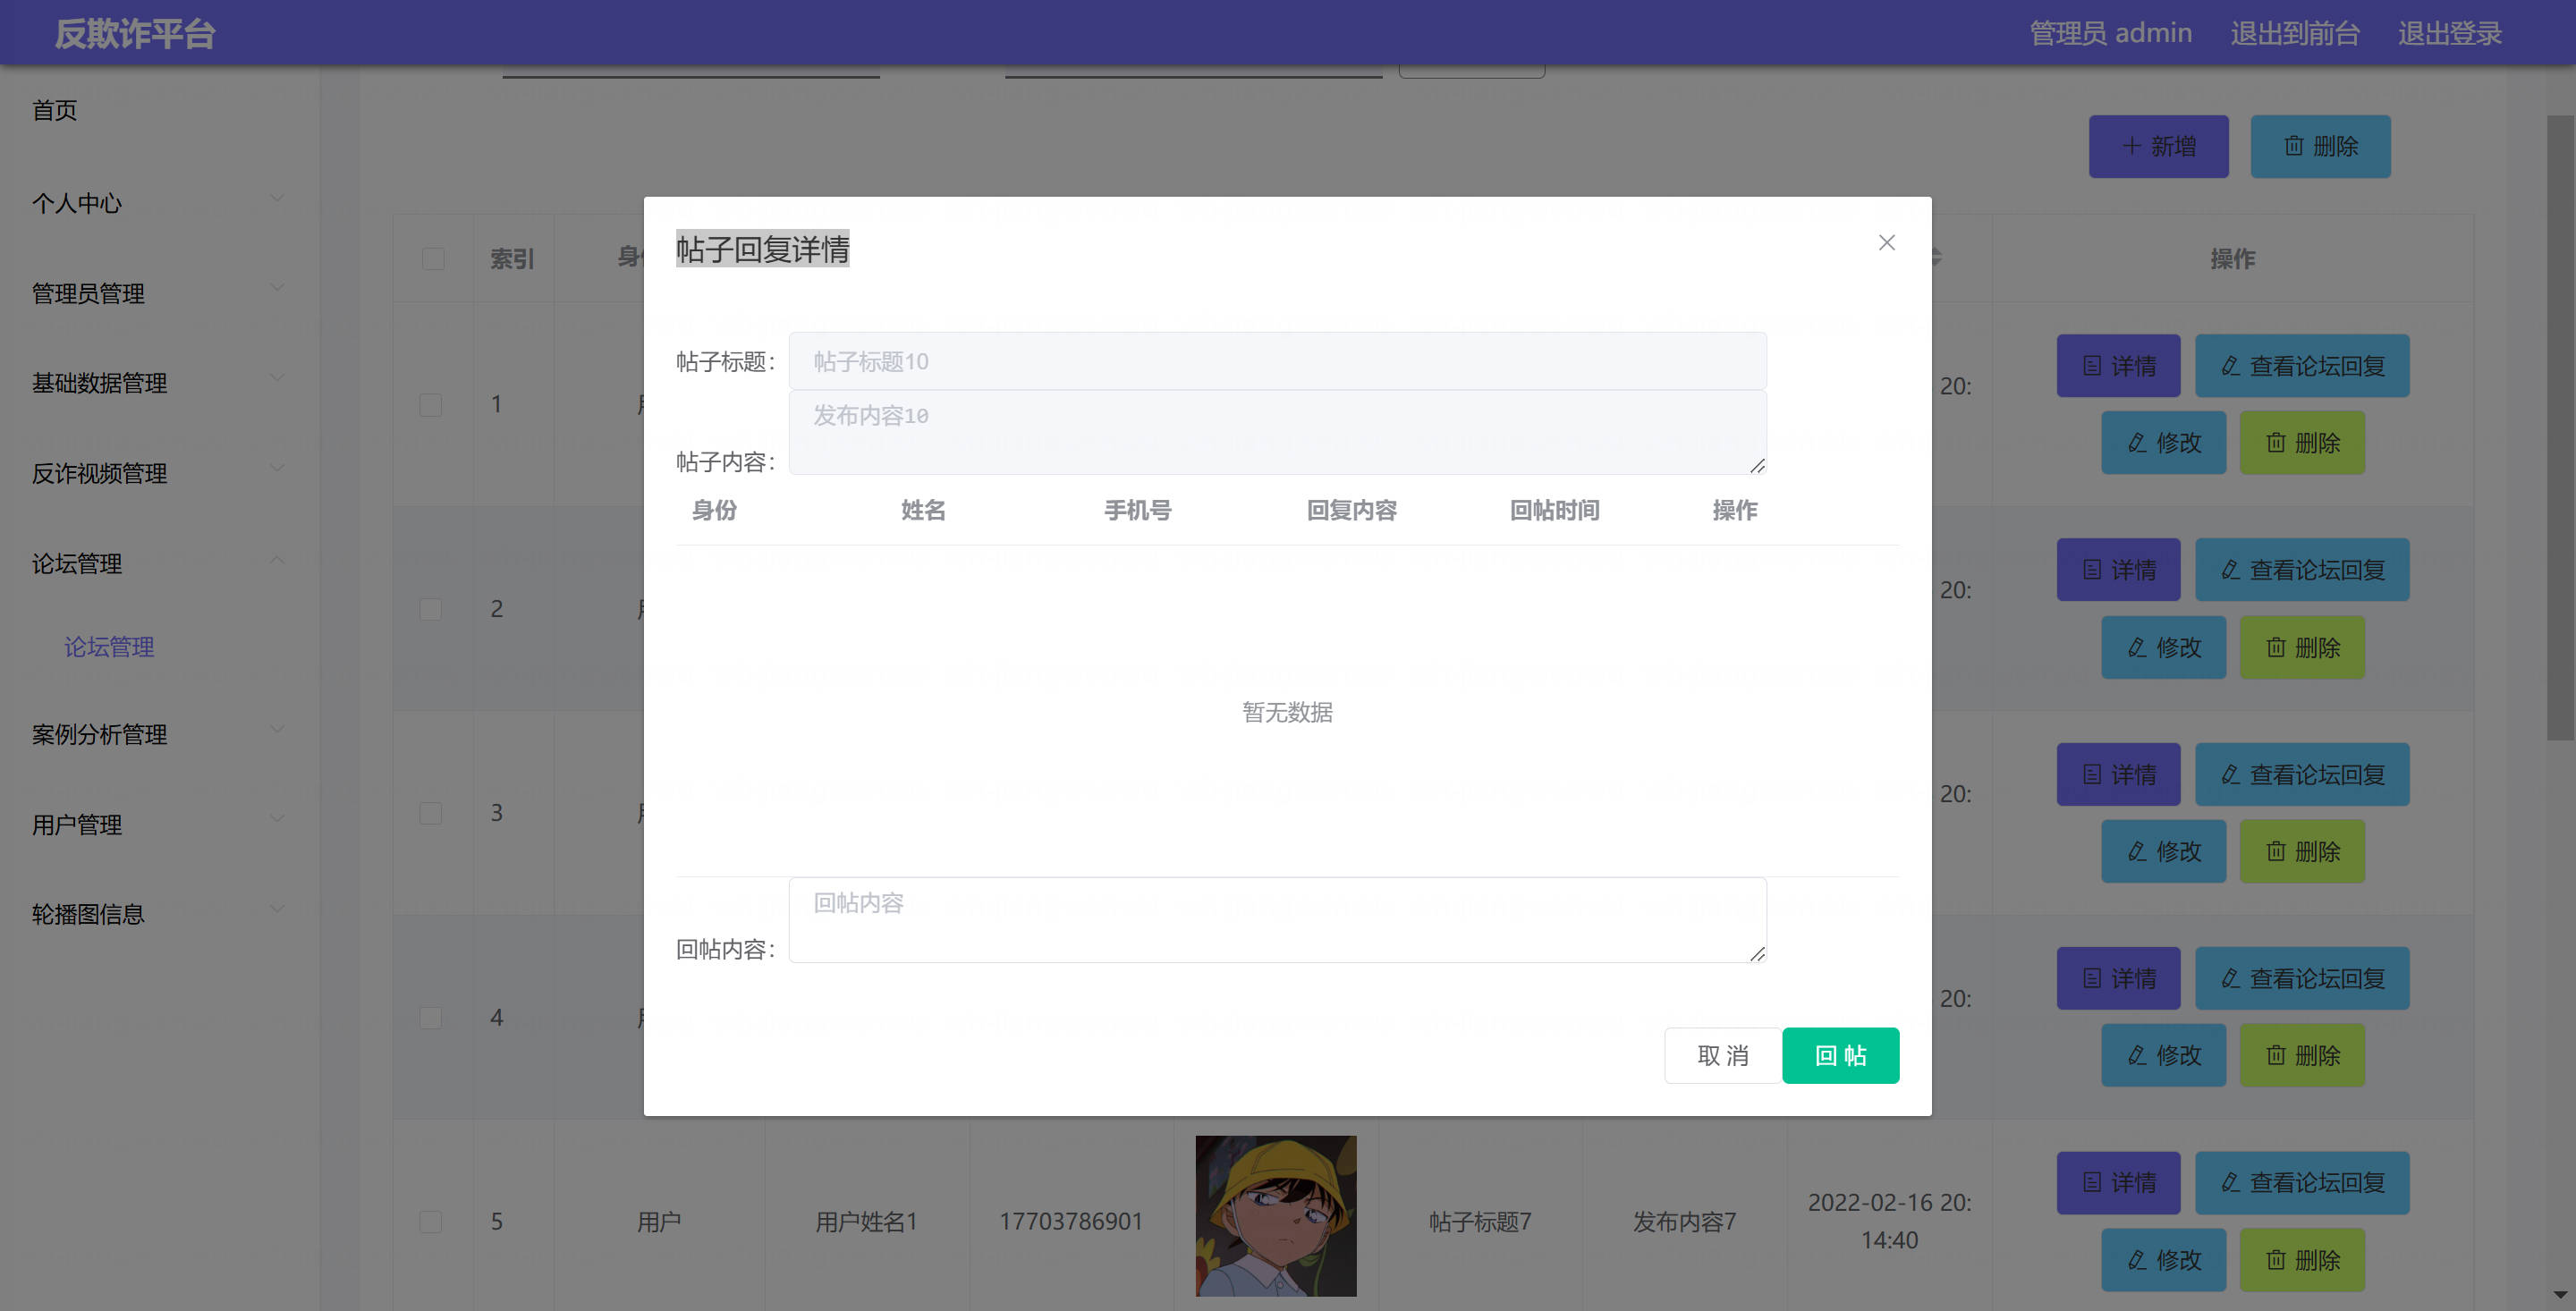 反欺诈平台
管理员 admin 退出到前台 退出登录
首页
个人中心
管理员管理
基础数据管理
反诈视频管理
论坛管理
论坛管理
案例分析管理
用户管理
轮播图信息
新增 删除
索引 操作
1 20: 详情 查看论坛回复
修改 删除
2 20: 详情 查看论坛回复
修改 删除
3 20: 详情 查看论坛回复
修改 删除
4 20: 详情 查看论坛回复
修改 删除
5 用户 用户姓名1 17703786901 帖子标题7 发布内容7 2022-02-16 20:
14:40
详情 查看论坛回复
修改 删除
帖子回复详情
帖子标题: 帖子标题10
帖子内容: 发布内容10
身份 姓名 手机号 回复内容 回帖时间 操作
暂无数据
回帖内容: 回帖内容
取 消 回 帖